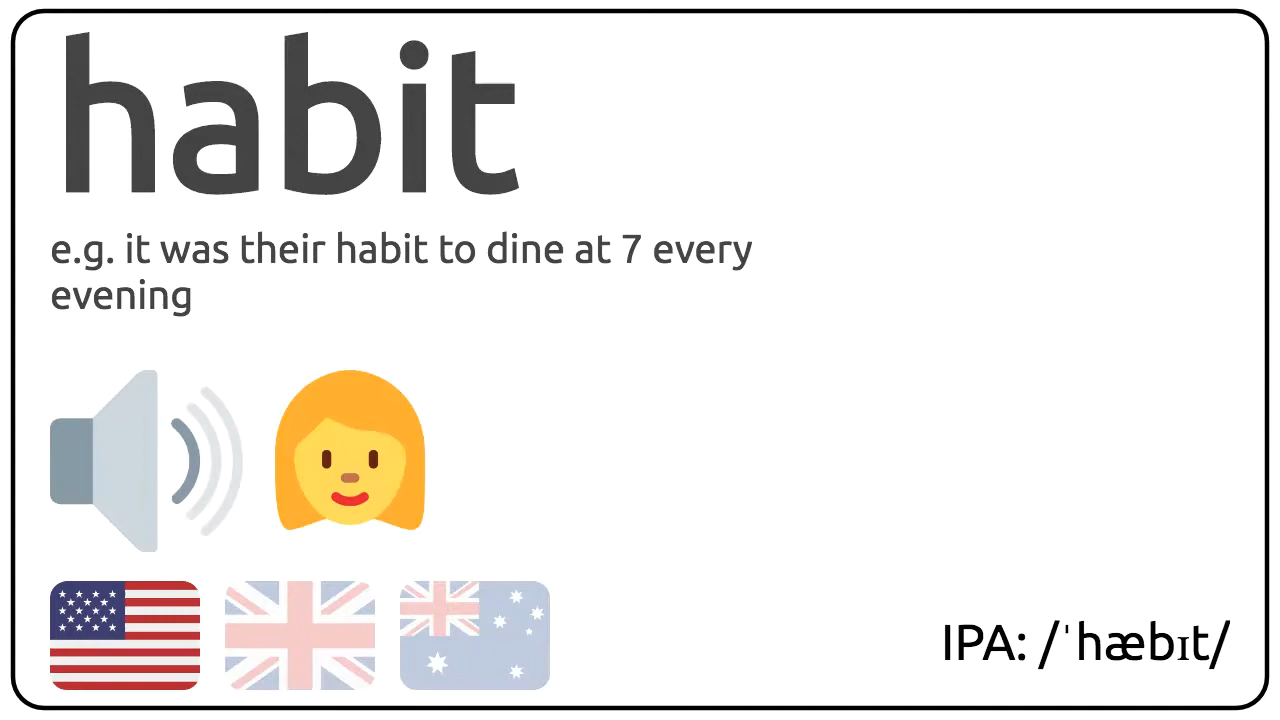 habit
e.g. it was their habit to dine at 7 every
evening
IPA: /ˈhæbɪt/